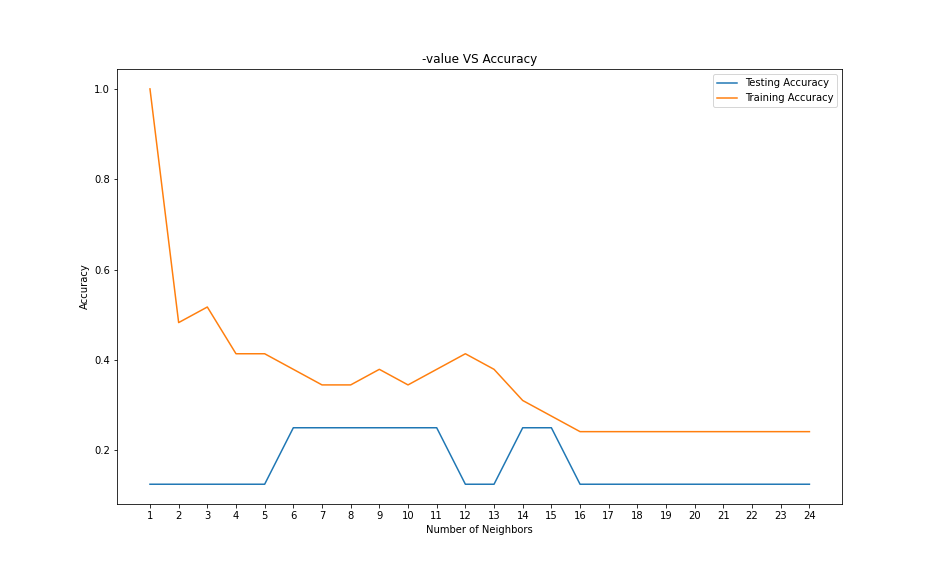 -value VS Accuracy
Testing Accuracy
Training Accuracy
1.0
0.8
0.6
0.4
0.2
Accuracy
1 2 3 4 5 6 7 8 9 10 11 12 13 14 15 16 17 18 19 20 21 22 23 24
Number of Neighbors